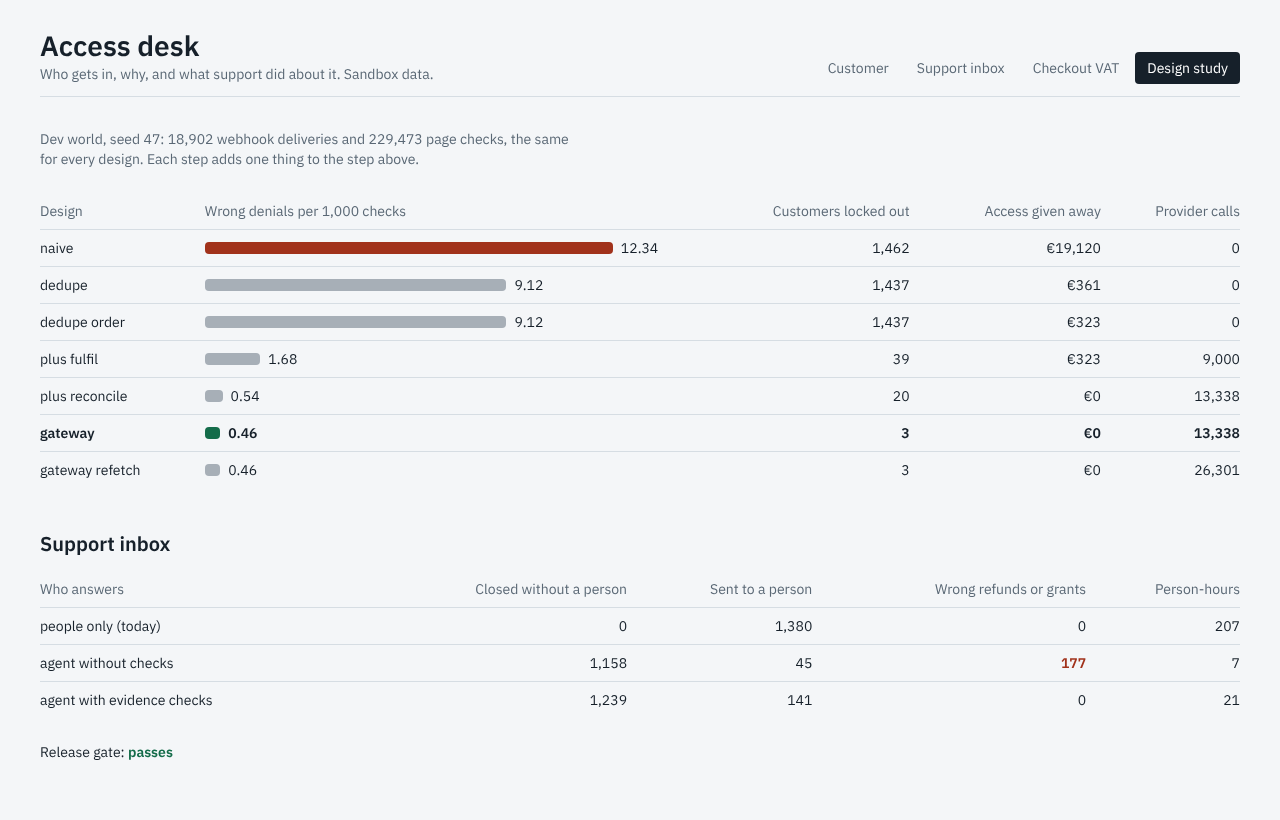 Access desk
Who gets in, why, and what support did about it. Sandbox data.
Customer Support inbox Checkout VAT Design study
Dev world, seed 47: 18,902 webhook deliveries and 229,473 page checks, the same
for every design. Each step adds one thing to the step above.
Design Wrong denials per 1,000 checks Customers locked out Access given away Provider calls
naive 12.34 1,462 €19,120 0
dedupe 9.12 1,437 €361 0
dedupe order 9.12 1,437 €323 0
plus fulfil 1.68 39 €323 9,000
plus reconcile 0.54 20 €0 13,338
gateway 0.46 3 €0 13,338
gateway refetch 0.46 3 €0 26,301
Support inbox
Who answers Closed without a person Sent to a person Wrong refunds or grants Person-hours
people only (today) 0 1,380 0 207
agent without checks 1,158 45 177 7
agent with evidence checks 1,239 141 0 21
Release gate: passes